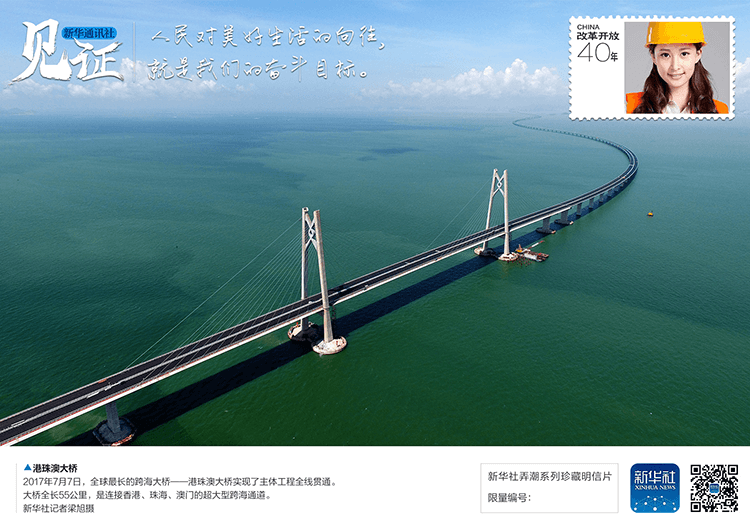 见证
新华通讯社
人民对美好生活的向往,
就是我们的奋斗目标。
CHINA
改革开放
40年
▲港珠澳大桥
2017年7月7日，全球最长的跨海大桥——港珠澳大桥实现了主体工程全线贯通。
大桥全长55公里，是连接香港、珠海、澳门的超大型跨海通道。
新华社记者梁旭摄
新华社弄潮系列珍藏明信片
限量编号：
新华社
XINHUA NEWS